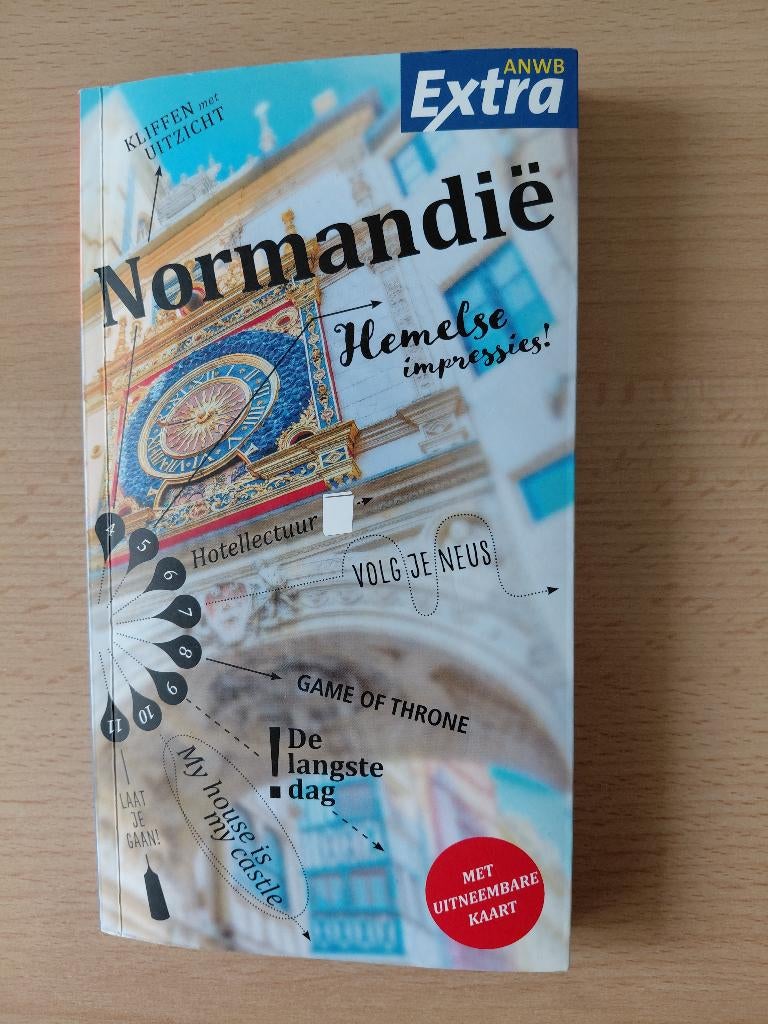 ANWB
Extra
KLIFFEN met
UITZICHT
Normandië
Hemelse
impressies!
Hotellectuur
VOLG JE NEUS
4
5
6
7
8
9
10
11
GAME OF THRONE
! De
langste
dag
My house is
my castle
LAAT
JE
GAAN!
MET
UITNEEMBARE
KAART